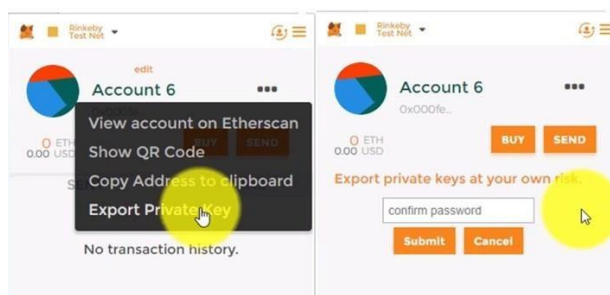 Rinkeby
Test Net
edit
Account 6
View account on Etherscan
0 ETH
0.00 USD
BUY
SEND
Show QR Code
Copy Address to clipboard
Export Private Key
No transaction history.
Rinkeby
Test Net
Account 6
0x000fe..
0 ETH
0.00 USD
BUY
SEND
Export private keys at your own risk.
confirm password
Submit
Cancel